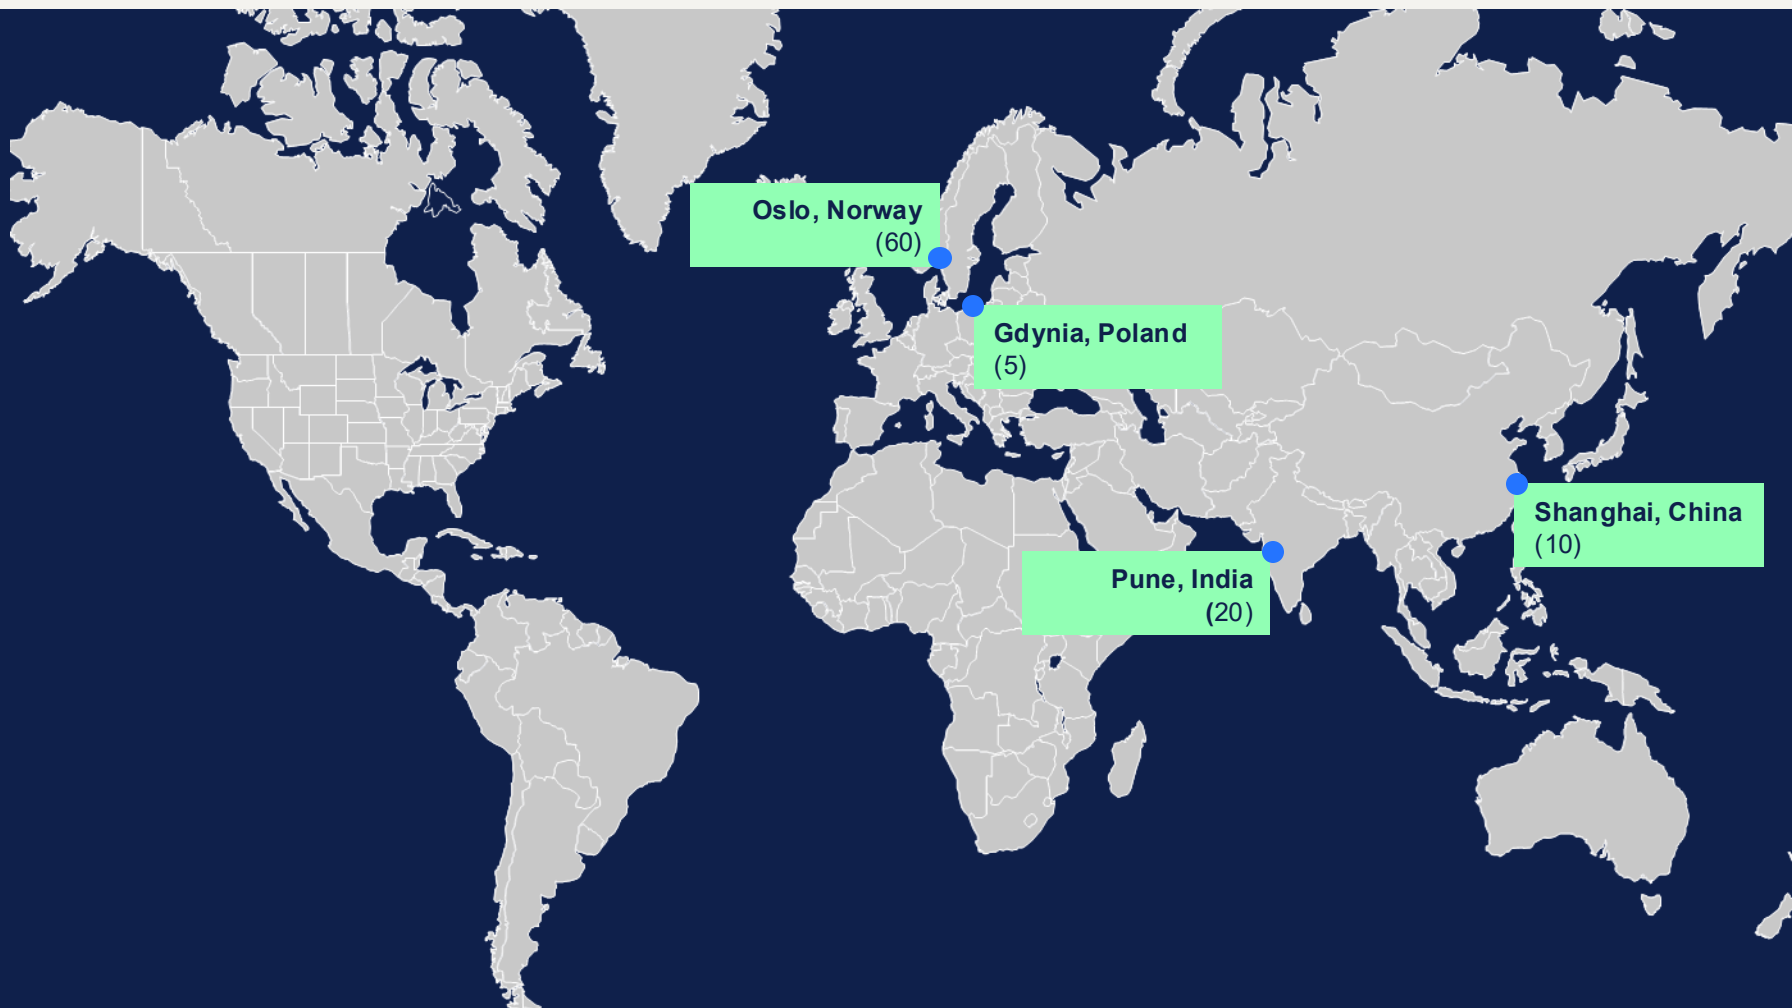 Oslo, Norway
(60)
Gdynia, Poland
(5)
Shanghai, China
(10)
Pune, India
(20)